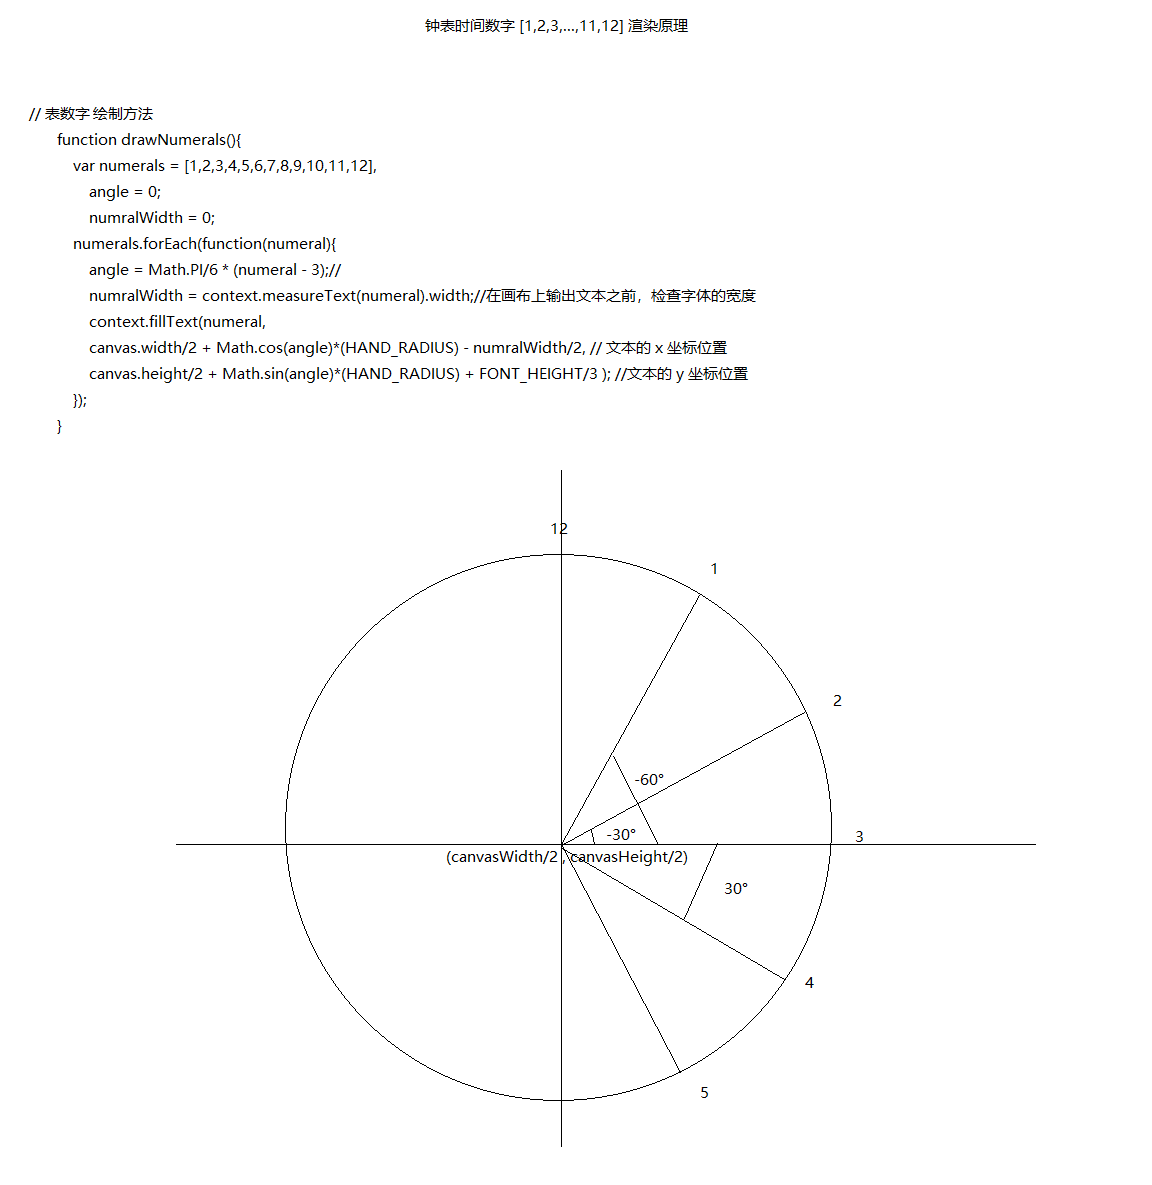 钟表时间数字 [1,2,3,...,11,12] 渲染原理
// 表数字 绘制方法
function drawNumerals(){
var numerals = [1,2,3,4,5,6,7,8,9,10,11,12],
angle = 0;
numralWidth = 0;
numerals.forEach(function(numeral){
angle = Math.PI/6 * (numeral - 3);//
numralWidth = context.measureText(numeral).width;//在画布上输出文本之前，检查字体的宽度
context.fillText(numeral,
canvas.width/2 + Math.cos(angle)*(HAND_RADIUS) - numralWidth/2, // 文本的 x 坐标位置
canvas.height/2 + Math.sin(angle)*(HAND_RADIUS) + FONT_HEIGHT/3 ); //文本的 y 坐标位置
});
}
12
1
2
-60°
-30°
3
(canvasWidth/2 , canvasHeight/2)
30°
4
5